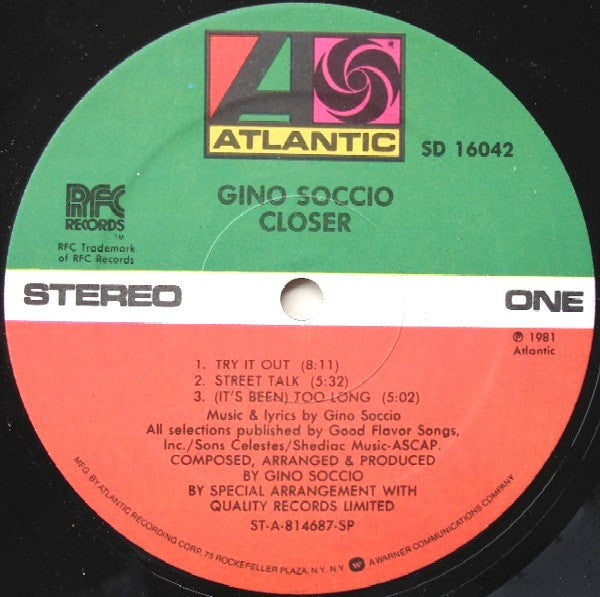 ATLANTIC
SD 16042
GINO SOCCIO
CLOSER
RFC
RECORDS
TM
RFC Trademark
of RFC Records
STEREO
ONE
℗ 1981
Atlantic
1. TRY IT OUT (8:11)
2. STREET TALK (5:32)
3. (IT'S BEEN) TOO LONG (5:02)
Music & lyrics by Gino Soccio
All selections published by Good Flavor Songs,
Inc./Sons Celestes/Shediac Music-ASCAP.
COMPOSED, ARRANGED & PRODUCED
BY GINO SOCCIO
BY SPECIAL ARRANGEMENT WITH
QUALITY RECORDS LIMITED
ST-A-814687-SP
MFG. BY ATLANTIC RECORDING CORP., 75 ROCKEFELLER PLAZA, N.Y. N.Y. W A WARNER COMMUNICATIONS COMPANY